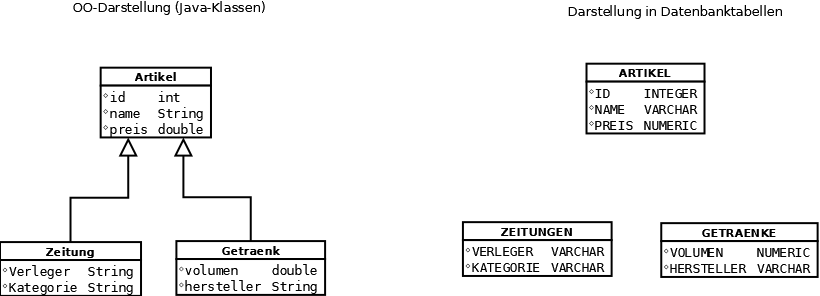 OO-Darstellung (Java-Klassen)
Darstellung in Datenbanktabellen
Artikel
id int
name String
preis double
ARTIKEL
ID INTEGER
NAME VARCHAR
PREIS NUMERIC
Zeitung
Verleger String
Kategorie String
Getraenk
volumen double
hersteller String
ZEITUNGEN
VERLEGER VARCHAR
KATEGORIE VARCHAR
GETRAENKE
VOLUMEN NUMERIC
HERSTELLER VARCHAR